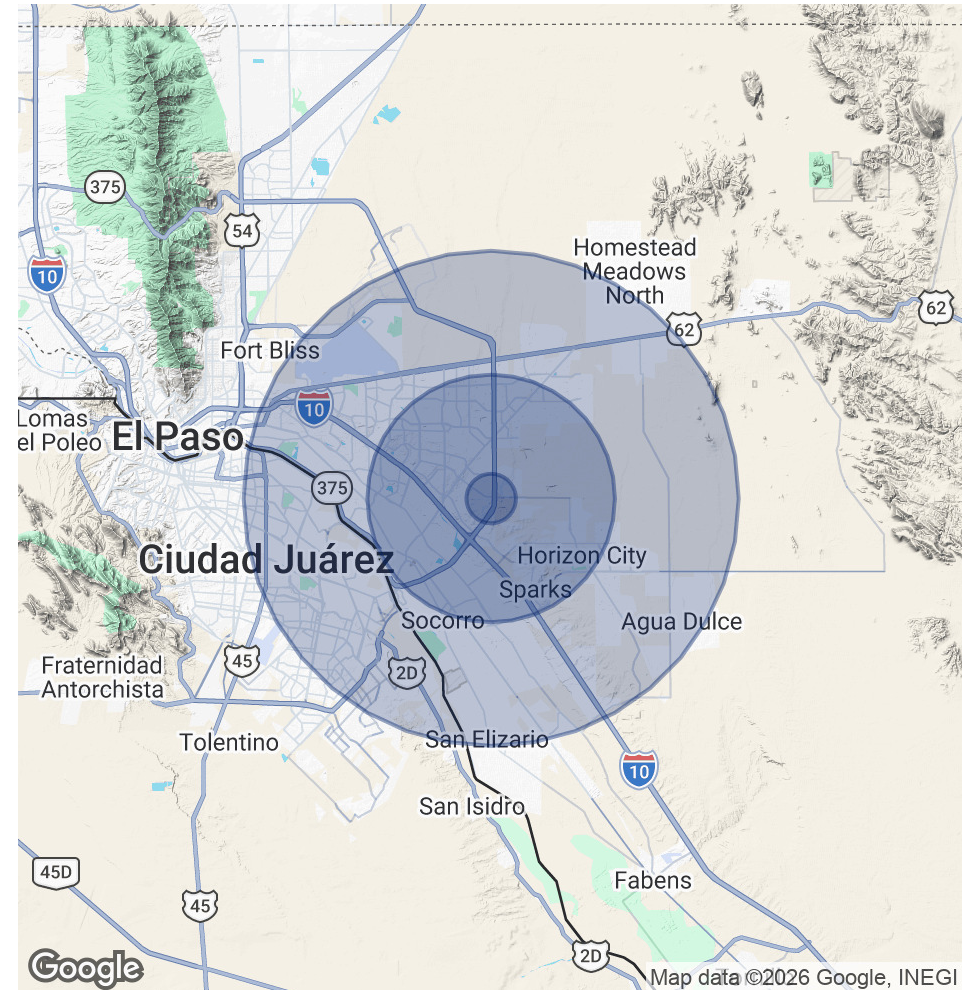 375
54
10
Homestead
Meadows
North
62
62
Fort Bliss
10
Lomas
el Poleo
El Paso
375
Ciudad Juárez
Horizon City
Sparks
Socorro
Agua Dulce
45
2D
Fraternidad
Antorchista
Tolentino
San Elizario
10
San Isidro
45D
Fabens
45
2D
Google
Map data ©2026 Google, INEGI